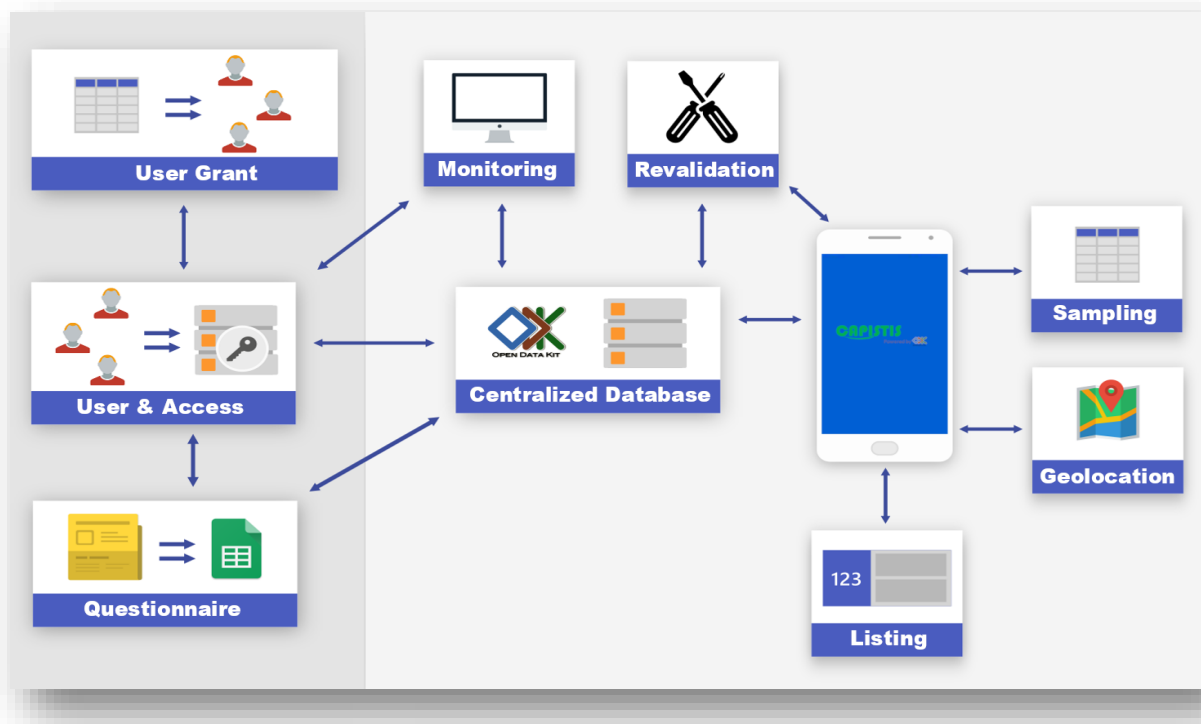 User Grant
Monitoring
Revalidation
User & Access
OPEN DATA KIT
Centralized Database
CAPISTIS
Sampling
Geolocation
Questionnaire
123
Listing